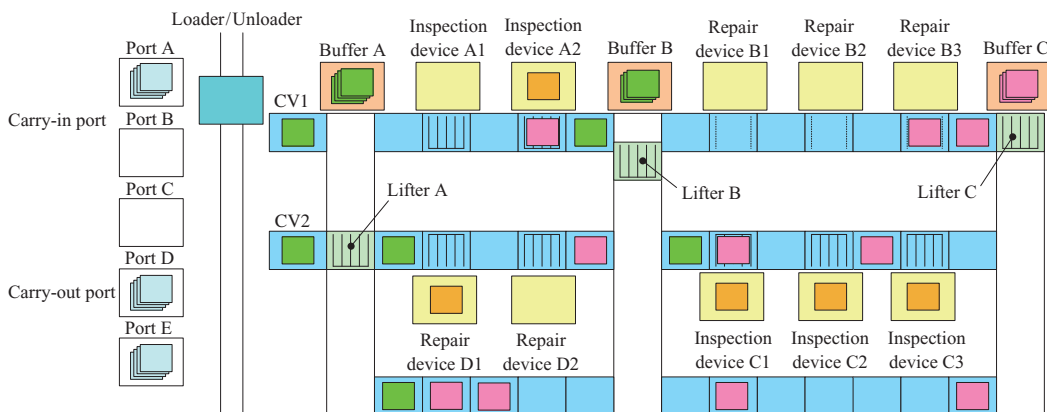 Loader/Unloader
Port A
Buffer A
Inspection
device A1
Inspection
device A2
Buffer B
Repair
device B1
Repair
device B2
Repair
device B3
Buffer C
CV1
Carry-in port
Port B
Port C
Lifter A
Lifter B
Lifter C
CV2
Port D
Carry-out port
Port E
Repair
device D1
Repair
device D2
Inspection
device C1
Inspection
device C2
Inspection
device C3